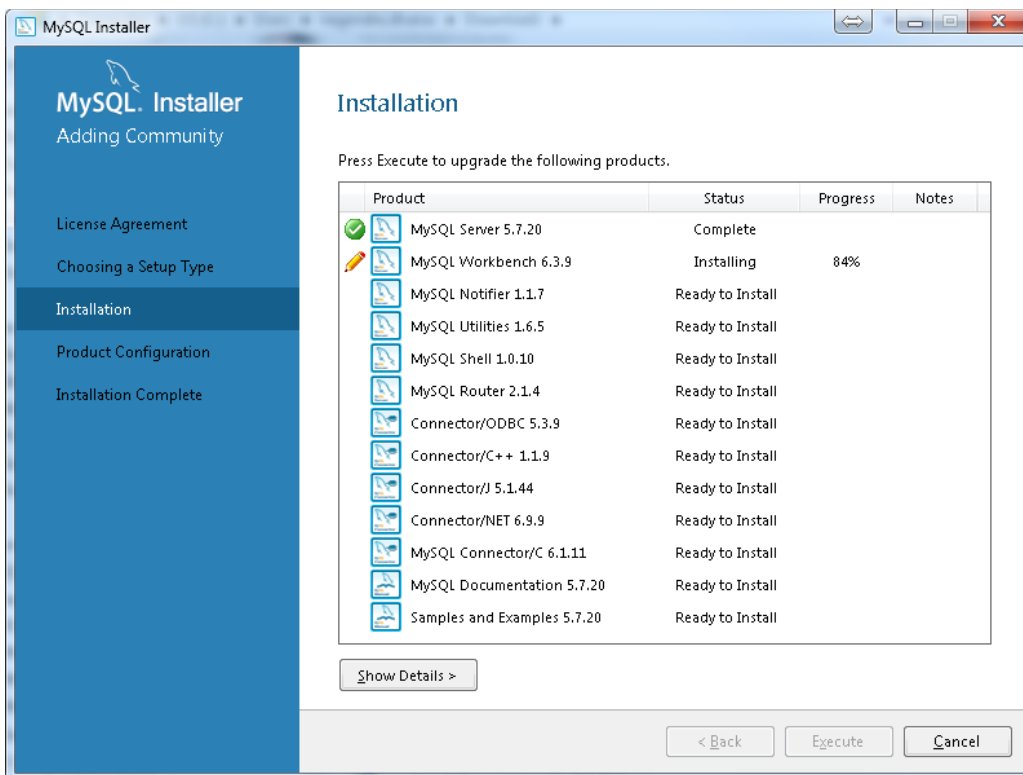 MySQL Installer
MySQL. Installer
Adding Community
License Agreement
Choosing a Setup Type
Installation
Product Configuration
Installation Complete
Installation
Press Execute to upgrade the following products.
Product Status Progress Notes
MySQL Server 5.7.20 Complete
MySQL Workbench 6.3.9 Installing 84%
MySQL Notifier 1.1.7 Ready to Install
MySQL Utilities 1.6.5 Ready to Install
MySQL Shell 1.0.10 Ready to Install
MySQL Router 2.1.4 Ready to Install
Connector/ODBC 5.3.9 Ready to Install
Connector/C++ 1.1.9 Ready to Install
Connector/J 5.1.44 Ready to Install
Connector/NET 6.9.9 Ready to Install
MySQL Connector/C 6.1.11 Ready to Install
MySQL Documentation 5.7.20 Ready to Install
Samples and Examples 5.7.20 Ready to Install
Show Details >
< Back Execute Cancel